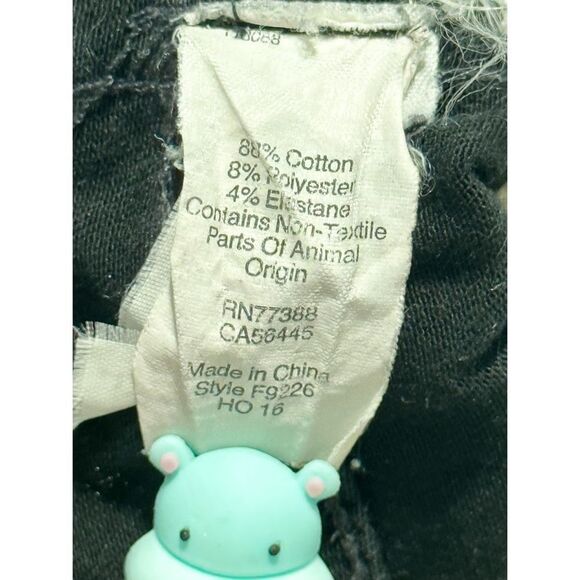 88% Cotton
8% Polyester
4% Elastane
Contains Non-Textile
Parts Of Animal
Origin
RN77388
CA56445
Made in China
Style F9226
HO 16